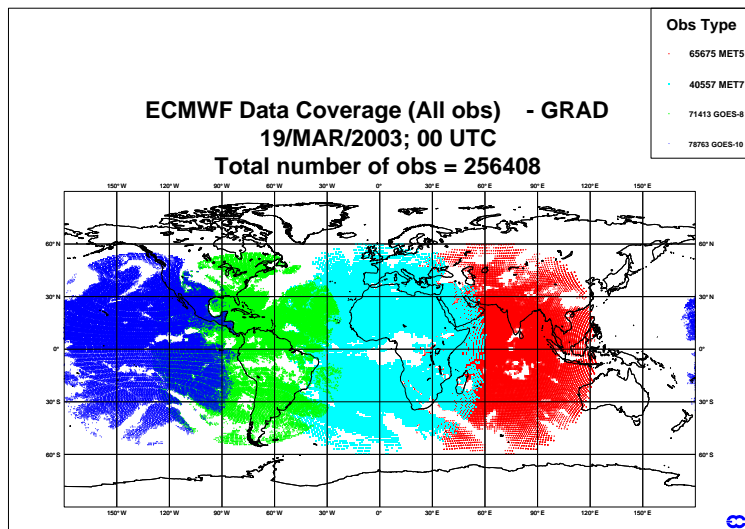 Obs Type
65675 MET5
40557 MET7
71413 GOES-8
78763 GOES-10
ECMWF Data Coverage (All obs) - GRAD
19/MAR/2003; 00 UTC
Total number of obs = 256408
150°W 120°W 90°W 60°W 30°W 0° 30°E 60°E 90°E 120°E 150°E
60°N 60°N
30°N 30°N
0° 0°
30°S 30°S
60°S 60°S
150°W 120°W 90°W 60°W 30°W 0° 30°E 60°E 90°E 120°E 150°E